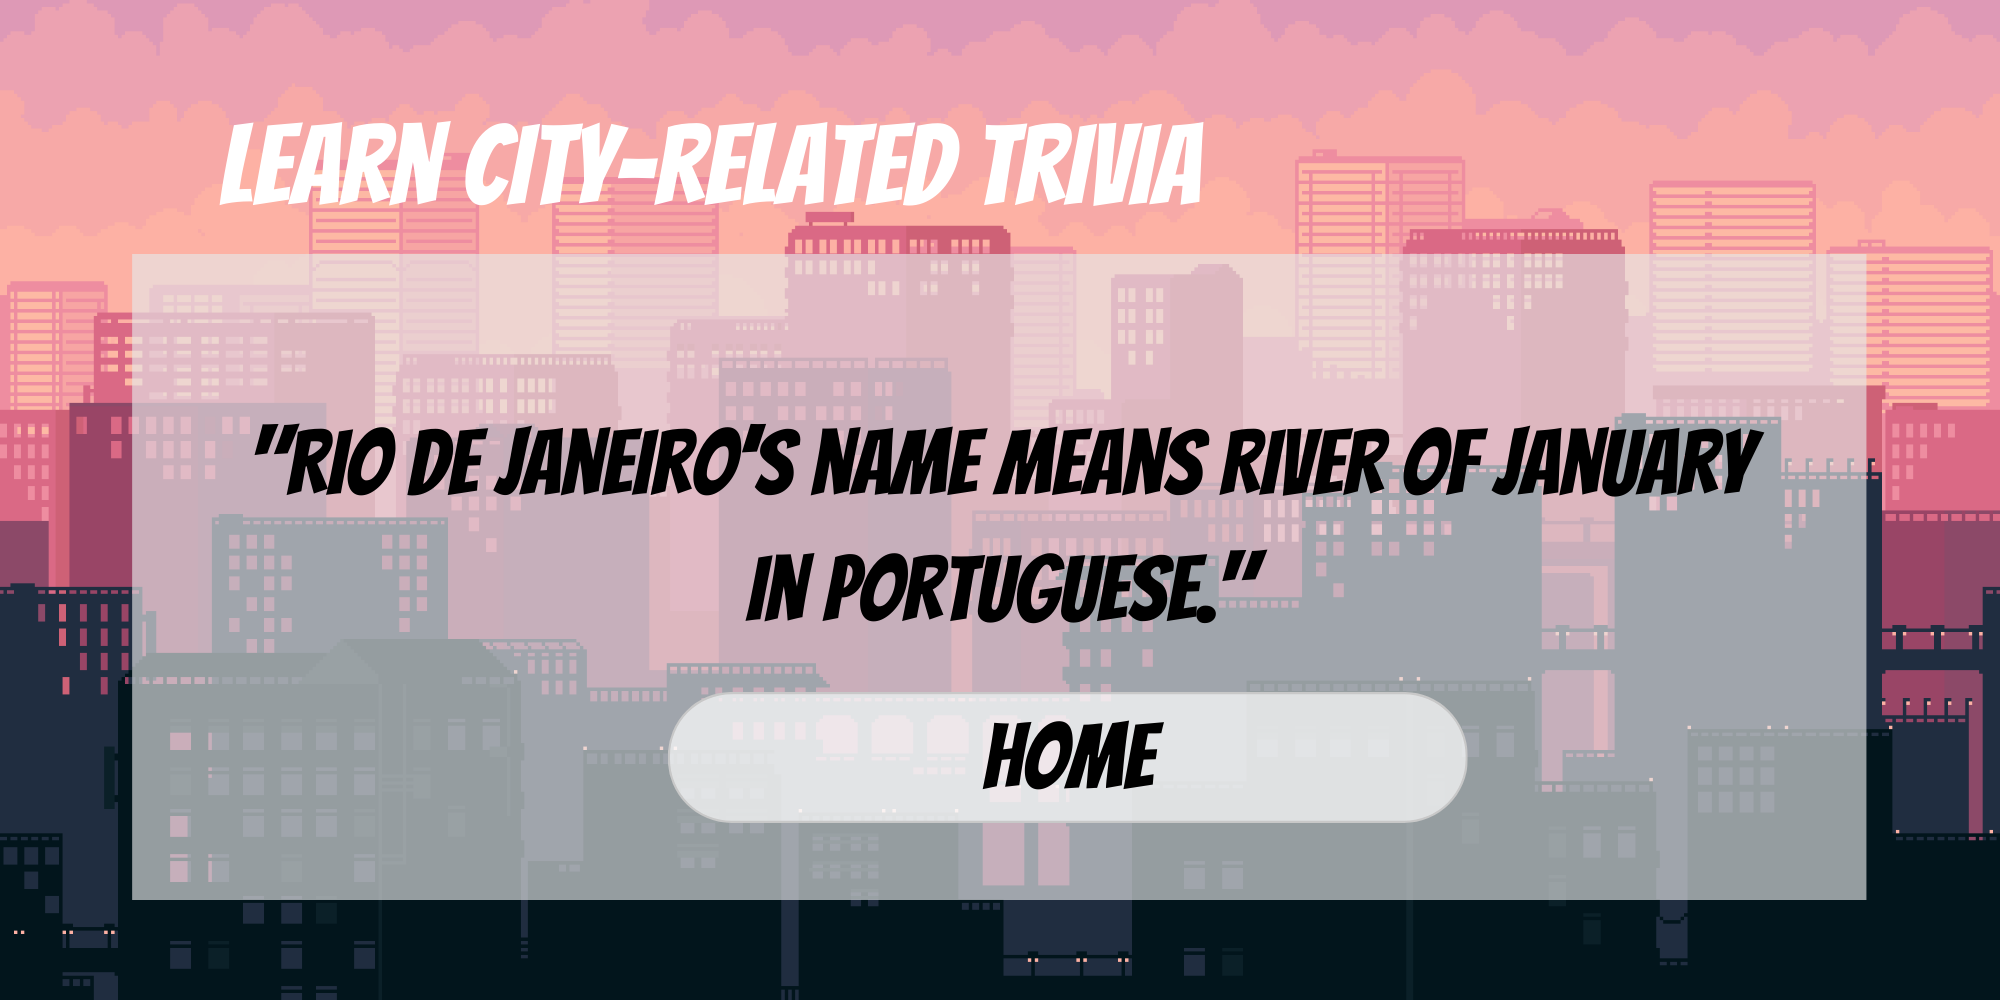 LEARN CITY-RELATED TRIVIA
"RIO DE JANEIRO'S NAME MEANS RIVER OF JANUARY
IN PORTUGUESE."
HOME